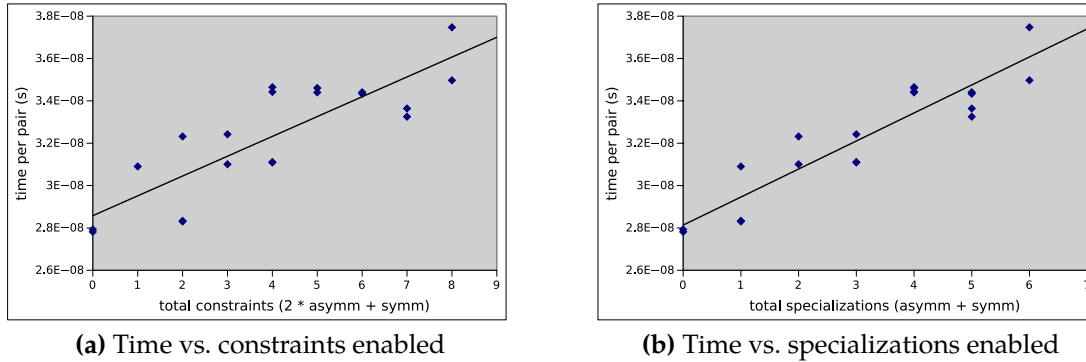 3.8E−08
3.6E−08
3.4E−08
3.2E−08
3E−08
2.8E−08
2.6E−08
time per pair (s)
0 1 2 3 4 5 6 7 8 9
total constraints (2 * asymm + symm)
(a) Time vs. constraints enabled
3.8E−08
3.6E−08
3.4E−08
3.2E−08
3E−08
2.8E−08
2.6E−08
time per pair (s)
0 1 2 3 4 5 6 7
total specializations (asymm + symm)
(b) Time vs. specializations enabled